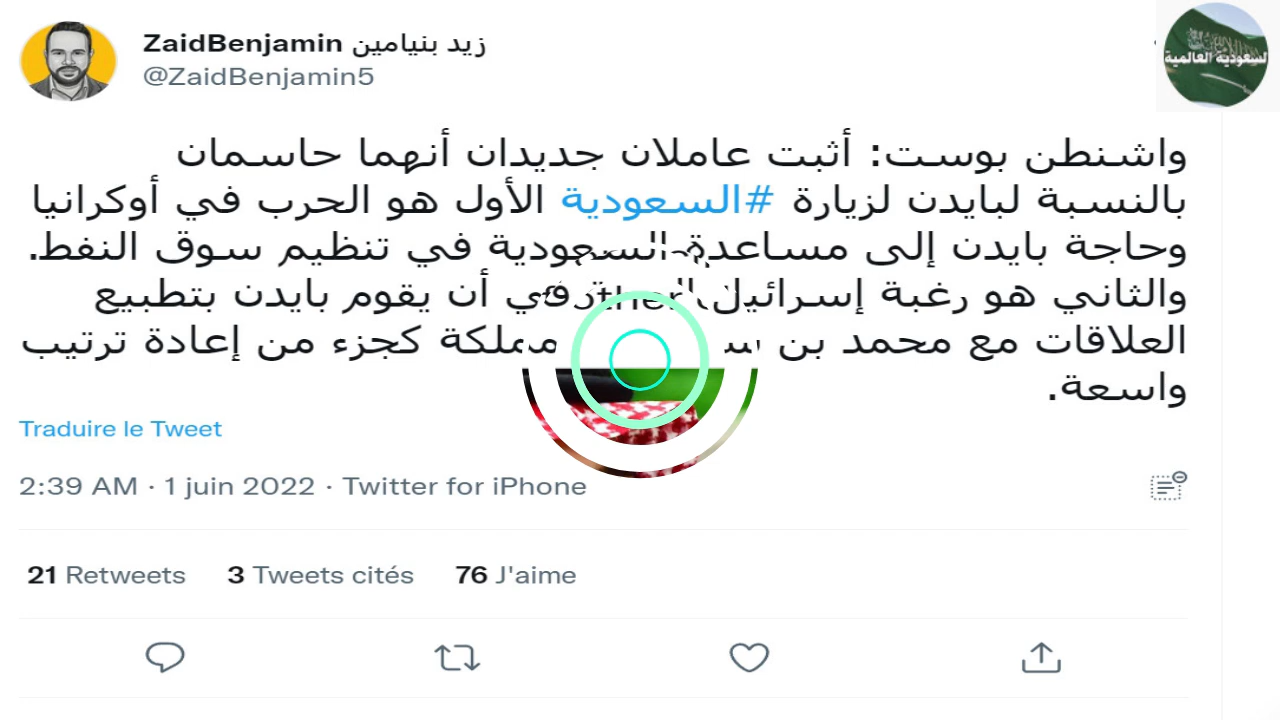 ZaidBenjamin زيد بنيامين
@ZaidBenjamin5
السعودية العالمية
واشنطن بوست: أثبت عاملان جديدان أنهما حاسمان
بالنسبة لبايدن لزيارة #السعودية الأول هو الحرب في أوكرانيا
وحاجة بايدن إلى مساعدة السعودية في تنظيم سوق النفط.
والثاني هو رغبة إسرائيل في أن يقوم بايدن بتطبيع
العلاقات مع محمد بن كجزء من إعادة ترتيب
واسعة.
Traduire le Tweet
2:39 AM · 1 juin 2022 · Twitter for iPhone
21 Retweets 3 Tweets cités 76 J'aime